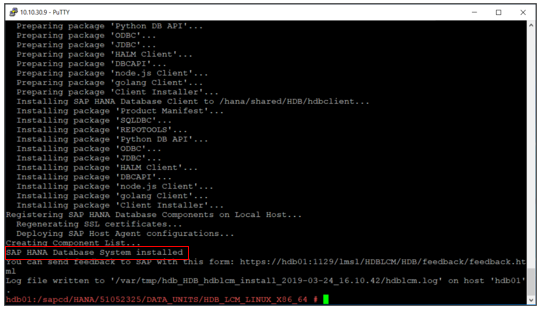 10.10.30.9 - PuTTY
Preparing package 'Python DB API'...
Preparing package 'ODBC'...
Preparing package 'JDBC'...
Preparing package 'HALM Client'...
Preparing package 'DBCAPI'...
Preparing package 'node.js Client'...
Preparing package 'golang Client'...
Preparing package 'Client Installer'...
Installing SAP HANA Database Client to /hana/shared/HDB/hdbclient...
Installing package 'Product Manifest'...
Installing package 'SQLDBC'...
Installing package 'REPOTOOLS'...
Installing package 'Python DB API'...
Installing package 'ODBC'...
Installing package 'JDBC'...
Installing package 'HALM Client'...
Installing package 'DBCAPI'...
Installing package 'node.js Client'...
Installing package 'golang Client'...
Installing package 'Client Installer'...
Registering SAP HANA Database Components on Local Host...
Regenerating SSL certificates...
Deploying SAP Host Agent configurations...
Creating Component List...
SAP HANA Database System installed
You can send feedback to SAP with this form: https://hdb01:1129/lmsl/HDBLCM/HDB/feedback/feedback.ht
ml
Log file written to '/var/tmp/hdb_HDB_hdblcm_install_2019-03-24_16.10.42/hdblcm.log' on host 'hdb01'
.
hdb01:/sapcd/HANA/51052325/DATA_UNITS/HDB_LCM_LINUX_X86_64 #